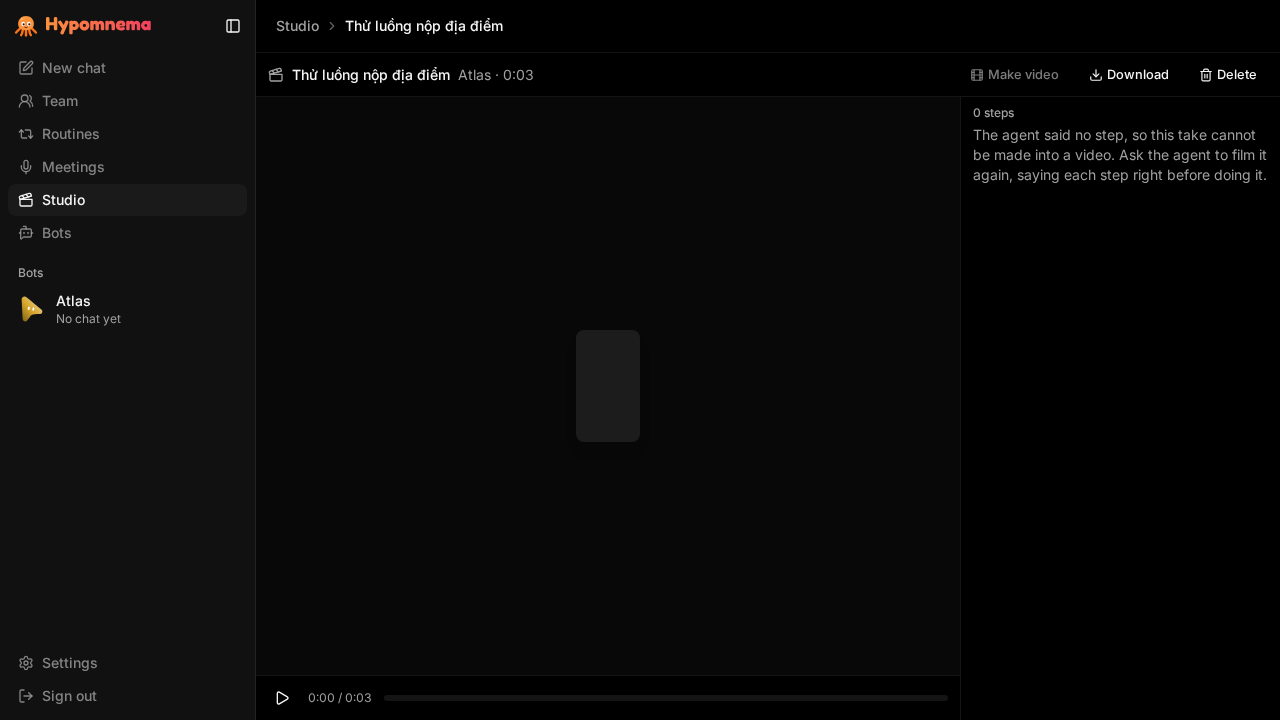 Hypomnema
New chat
Team
Routines
Meetings
Studio
Bots
Bots
Atlas
No chat yet
Settings
Sign out
Studio > Thử luồng nộp địa điểm
Thử luồng nộp địa điểm Atlas · 0:03
Make video Download Delete
0:00 / 0:03
0 steps
The agent said no step, so this take cannot
be made into a video. Ask the agent to film it
again, saying each step right before doing it.